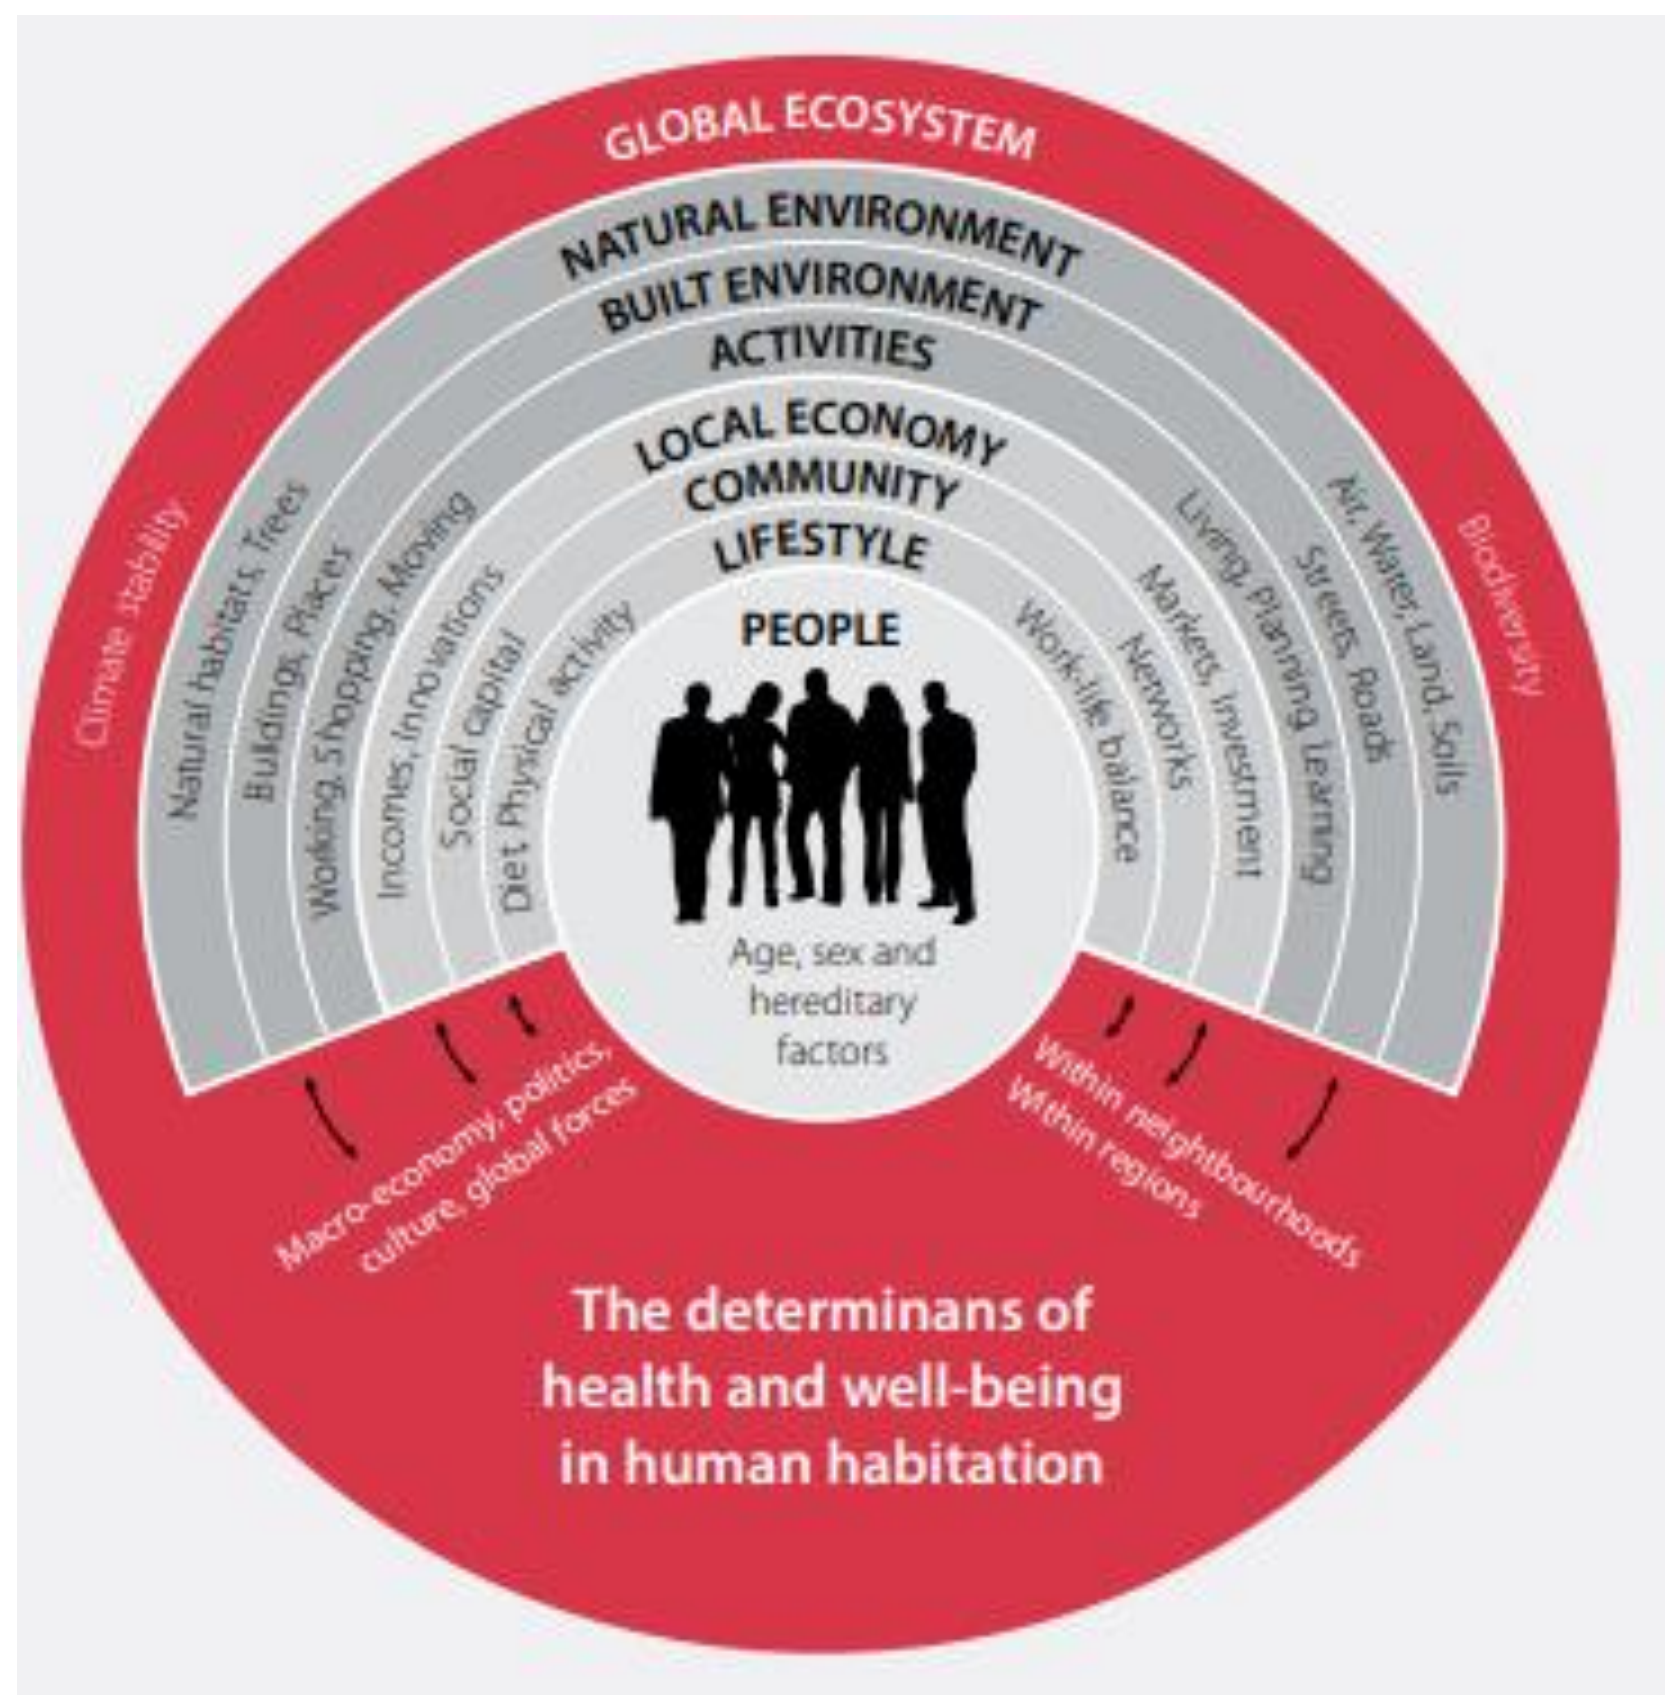 GLOBAL ECOSYSTEM
NATURAL ENVIRONMENT
BUILT ENVIRONMENT
ACTIVITIES
LOCAL ECONOMY
COMMUNITY
LIFESTYLE
PEOPLE
Age, sex and
hereditary
factors
Climate stability
Natural habitats, Trees
Buildings, Places
Working, Shopping, Moving
Incomes, Innovations
Social capital
Diet Physical activity
Work-life balance
Networks
Markets, Investment
Living, Planning, Learning
Streets, Roads
Air, Water, Land, Soils
Biodiversity
Macro-economy, politics,
culture, global forces
Within neightbourhoods
Within regions
The determinans of
health and well-being
in human habitation